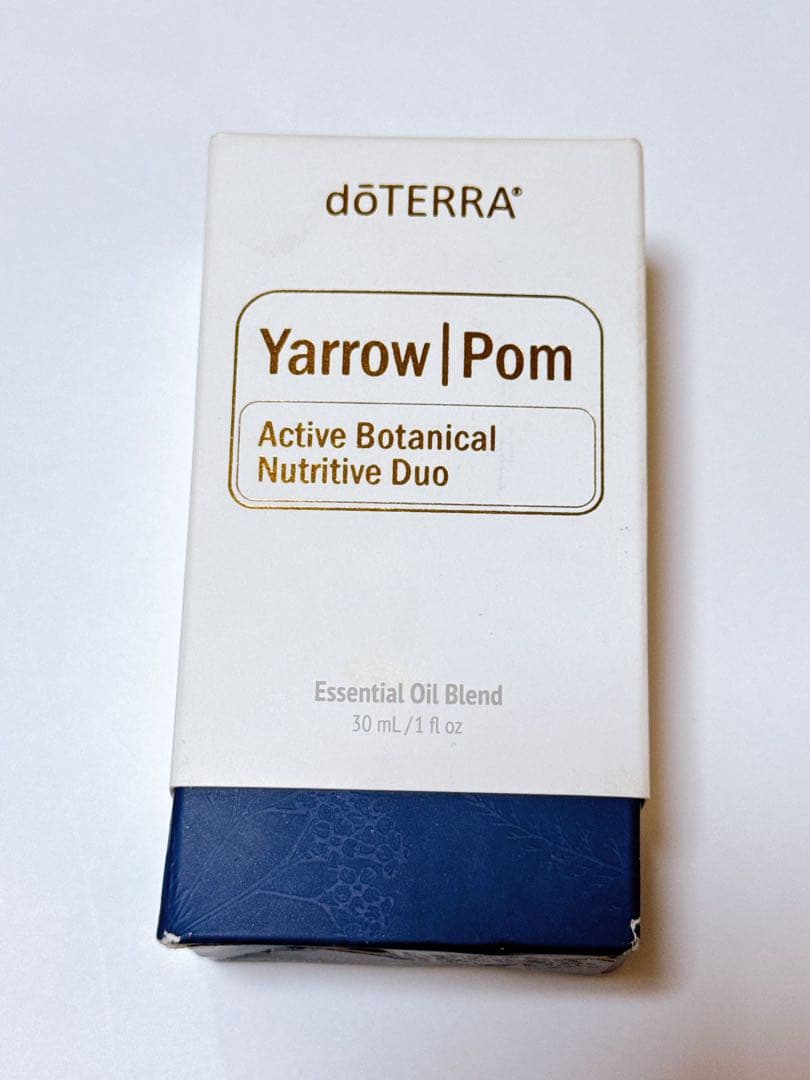 dōTERRA®
Yarrow|Pom
Active Botanical
Nutritive Duo
Essential Oil Blend
30 mL/1 fl oz